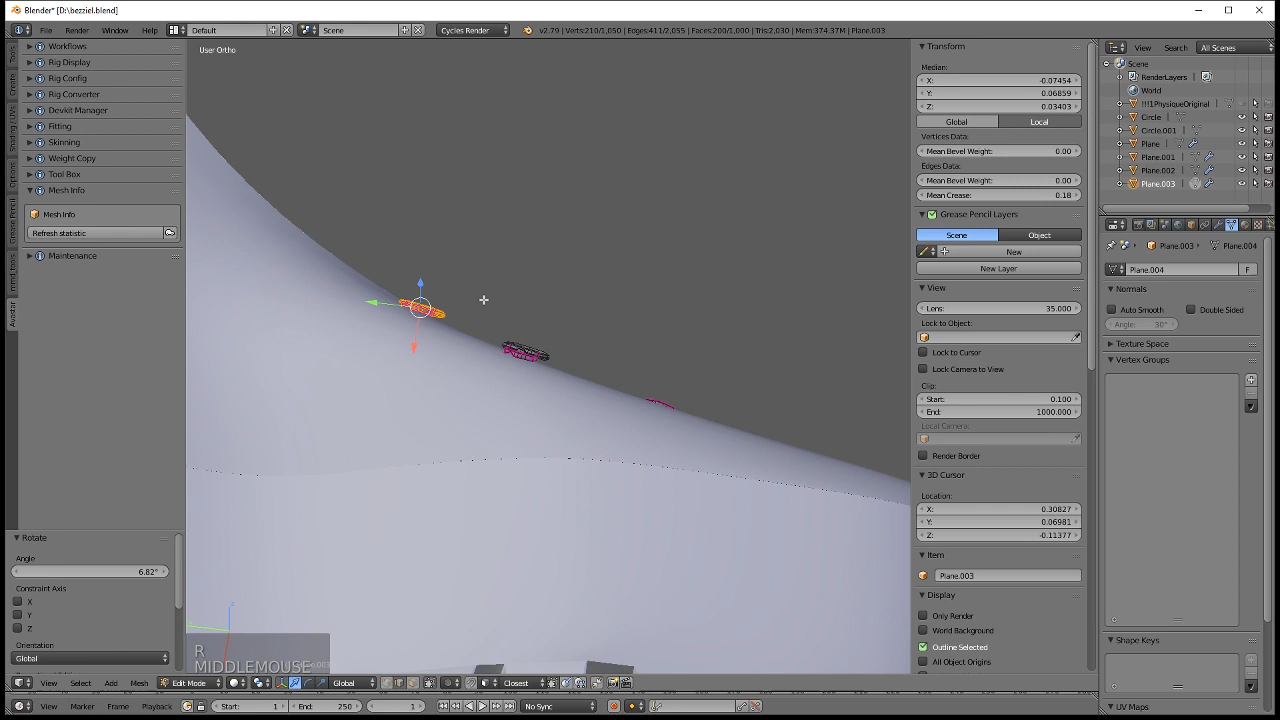 Blender* [D:\bezziel.blend]
File Render Window Help Default Scene Cycles Render v2.79 | Verts:210/1,050 | Edges:411/2,055 | Faces:200/1,000 | Tris:2,030 | Mem:374.37M | Plane.003
Workflows
Rig Display
Rig Config
Rig Converter
Devkit Manager
Fitting
Skinning
Weight Copy
Tool Box
Mesh Info
Mesh Info
Refresh statistic
Maintenance
Tools
Create
Shading / UVs
Options
Grease Pencil
mmd_tools
Avastar
Rotate
Angle
6.82°
Constraint Axis
X
Y
Z
Orientation
Global
User Ortho
R
MIDDLEMOUSE
Transform
Median:
X: -0.07454
Y: 0.06859
Z: 0.03403
Global Local
Vertices Data:
Mean Bevel Weight: 0.00
Edges Data:
Mean Bevel Weight: 0.00
Mean Crease: 0.18
Grease Pencil Layers
Scene Object
New
New Layer
View
Lens: 35.000
Lock to Object:
Lock to Cursor
Lock Camera to View
Clip:
Start: 0.100
End: 1000.000
Local Camera:
Render Border
3D Cursor
Location:
X: 0.30827
Y: 0.06981
Z: -0.11377
Item
Plane.003
Display
Only Render
World Background
Outline Selected
All Object Origins
View Search All Scenes
Scene
RenderLayers
World
!!!1PhysiqueOriginal
Circle
Circle.001
Plane
Plane.001
Plane.002
Plane.003
Plane.003 Plane.004
Plane.004 F
Normals
Auto Smooth Double Sided
Angle: 30°
Texture Space
Vertex Groups
Shape Keys
UV Maps
View Select Add Mesh Edit Mode Global Closest
View Marker Frame Playback Start: 1 End: 250 1 No Sync